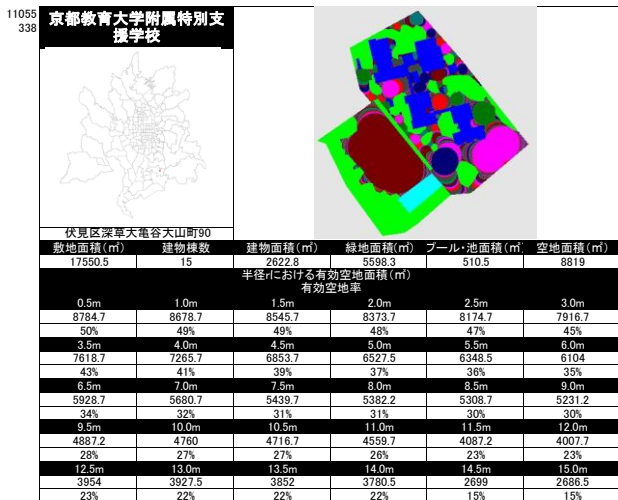 11055
338
京都教育大学附属特別支
援学校
伏見区深草大亀谷大山町90
敷地面積(㎡) 建物棟数 建物面積(㎡) 緑地面積(㎡) プール・池面積(㎡) 空地面積(㎡)
17550.5 15 2622.8 5598.3 510.5 8819
半径rにおける有効空地面積(㎡)
有効空地率
0.5m 1.0m 1.5m 2.0m 2.5m 3.0m
8784.7 8678.7 8545.7 8373.7 8174.7 7916.7
50% 49% 49% 48% 47% 45%
3.5m 4.0m 4.5m 5.0m 5.5m 6.0m
7618.7 7265.7 6853.7 6527.5 6348.5 6104
43% 41% 39% 37% 36% 35%
6.5m 7.0m 7.5m 8.0m 8.5m 9.0m
5928.7 5680.7 5439.7 5382.2 5308.7 5231.2
34% 32% 31% 31% 30% 30%
9.5m 10.0m 10.5m 11.0m 11.5m 12.0m
4887.2 4760 4716.7 4559.7 4087.2 4007.7
28% 27% 27% 26% 23% 23%
12.5m 13.0m 13.5m 14.0m 14.5m 15.0m
3954 3927.5 3852 3780.5 2699 2686.5
23% 22% 22% 22% 15% 15%